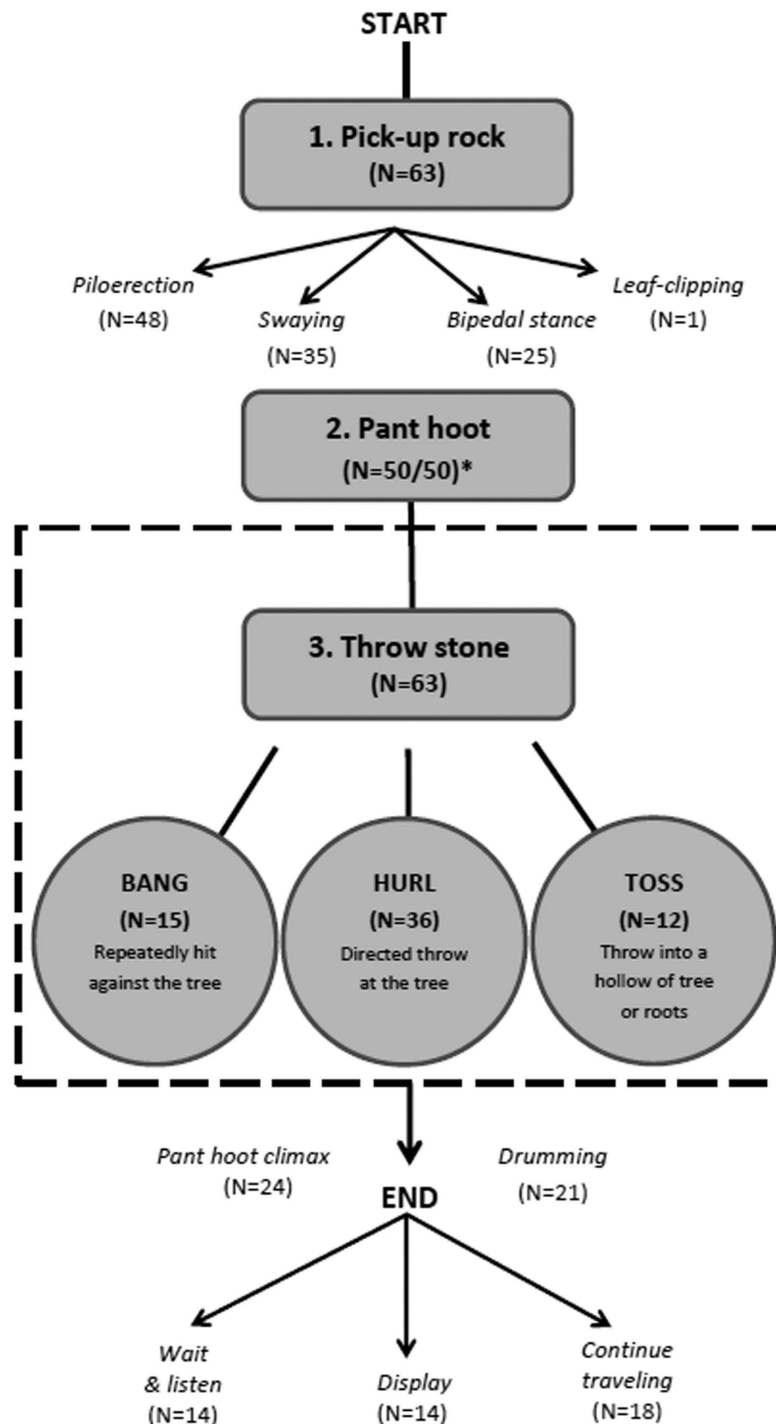 START
1. Pick-up rock
(N=63)
Piloerection
(N=48)
Swaying
(N=35)
Bipedal stance
(N=25)
Leaf-clipping
(N=1)
2. Pant hoot
(N=50/50)*
3. Throw stone
(N=63)
BANG
(N=15)
Repeatedly hit
against the tree
HURL
(N=36)
Directed throw
at the tree
TOSS
(N=12)
Throw into a
hollow of tree
or roots
Pant hoot climax
(N=24)
Drumming
(N=21)
END
Wait
& listen
(N=14)
Display
(N=14)
Continue
traveling
(N=18)